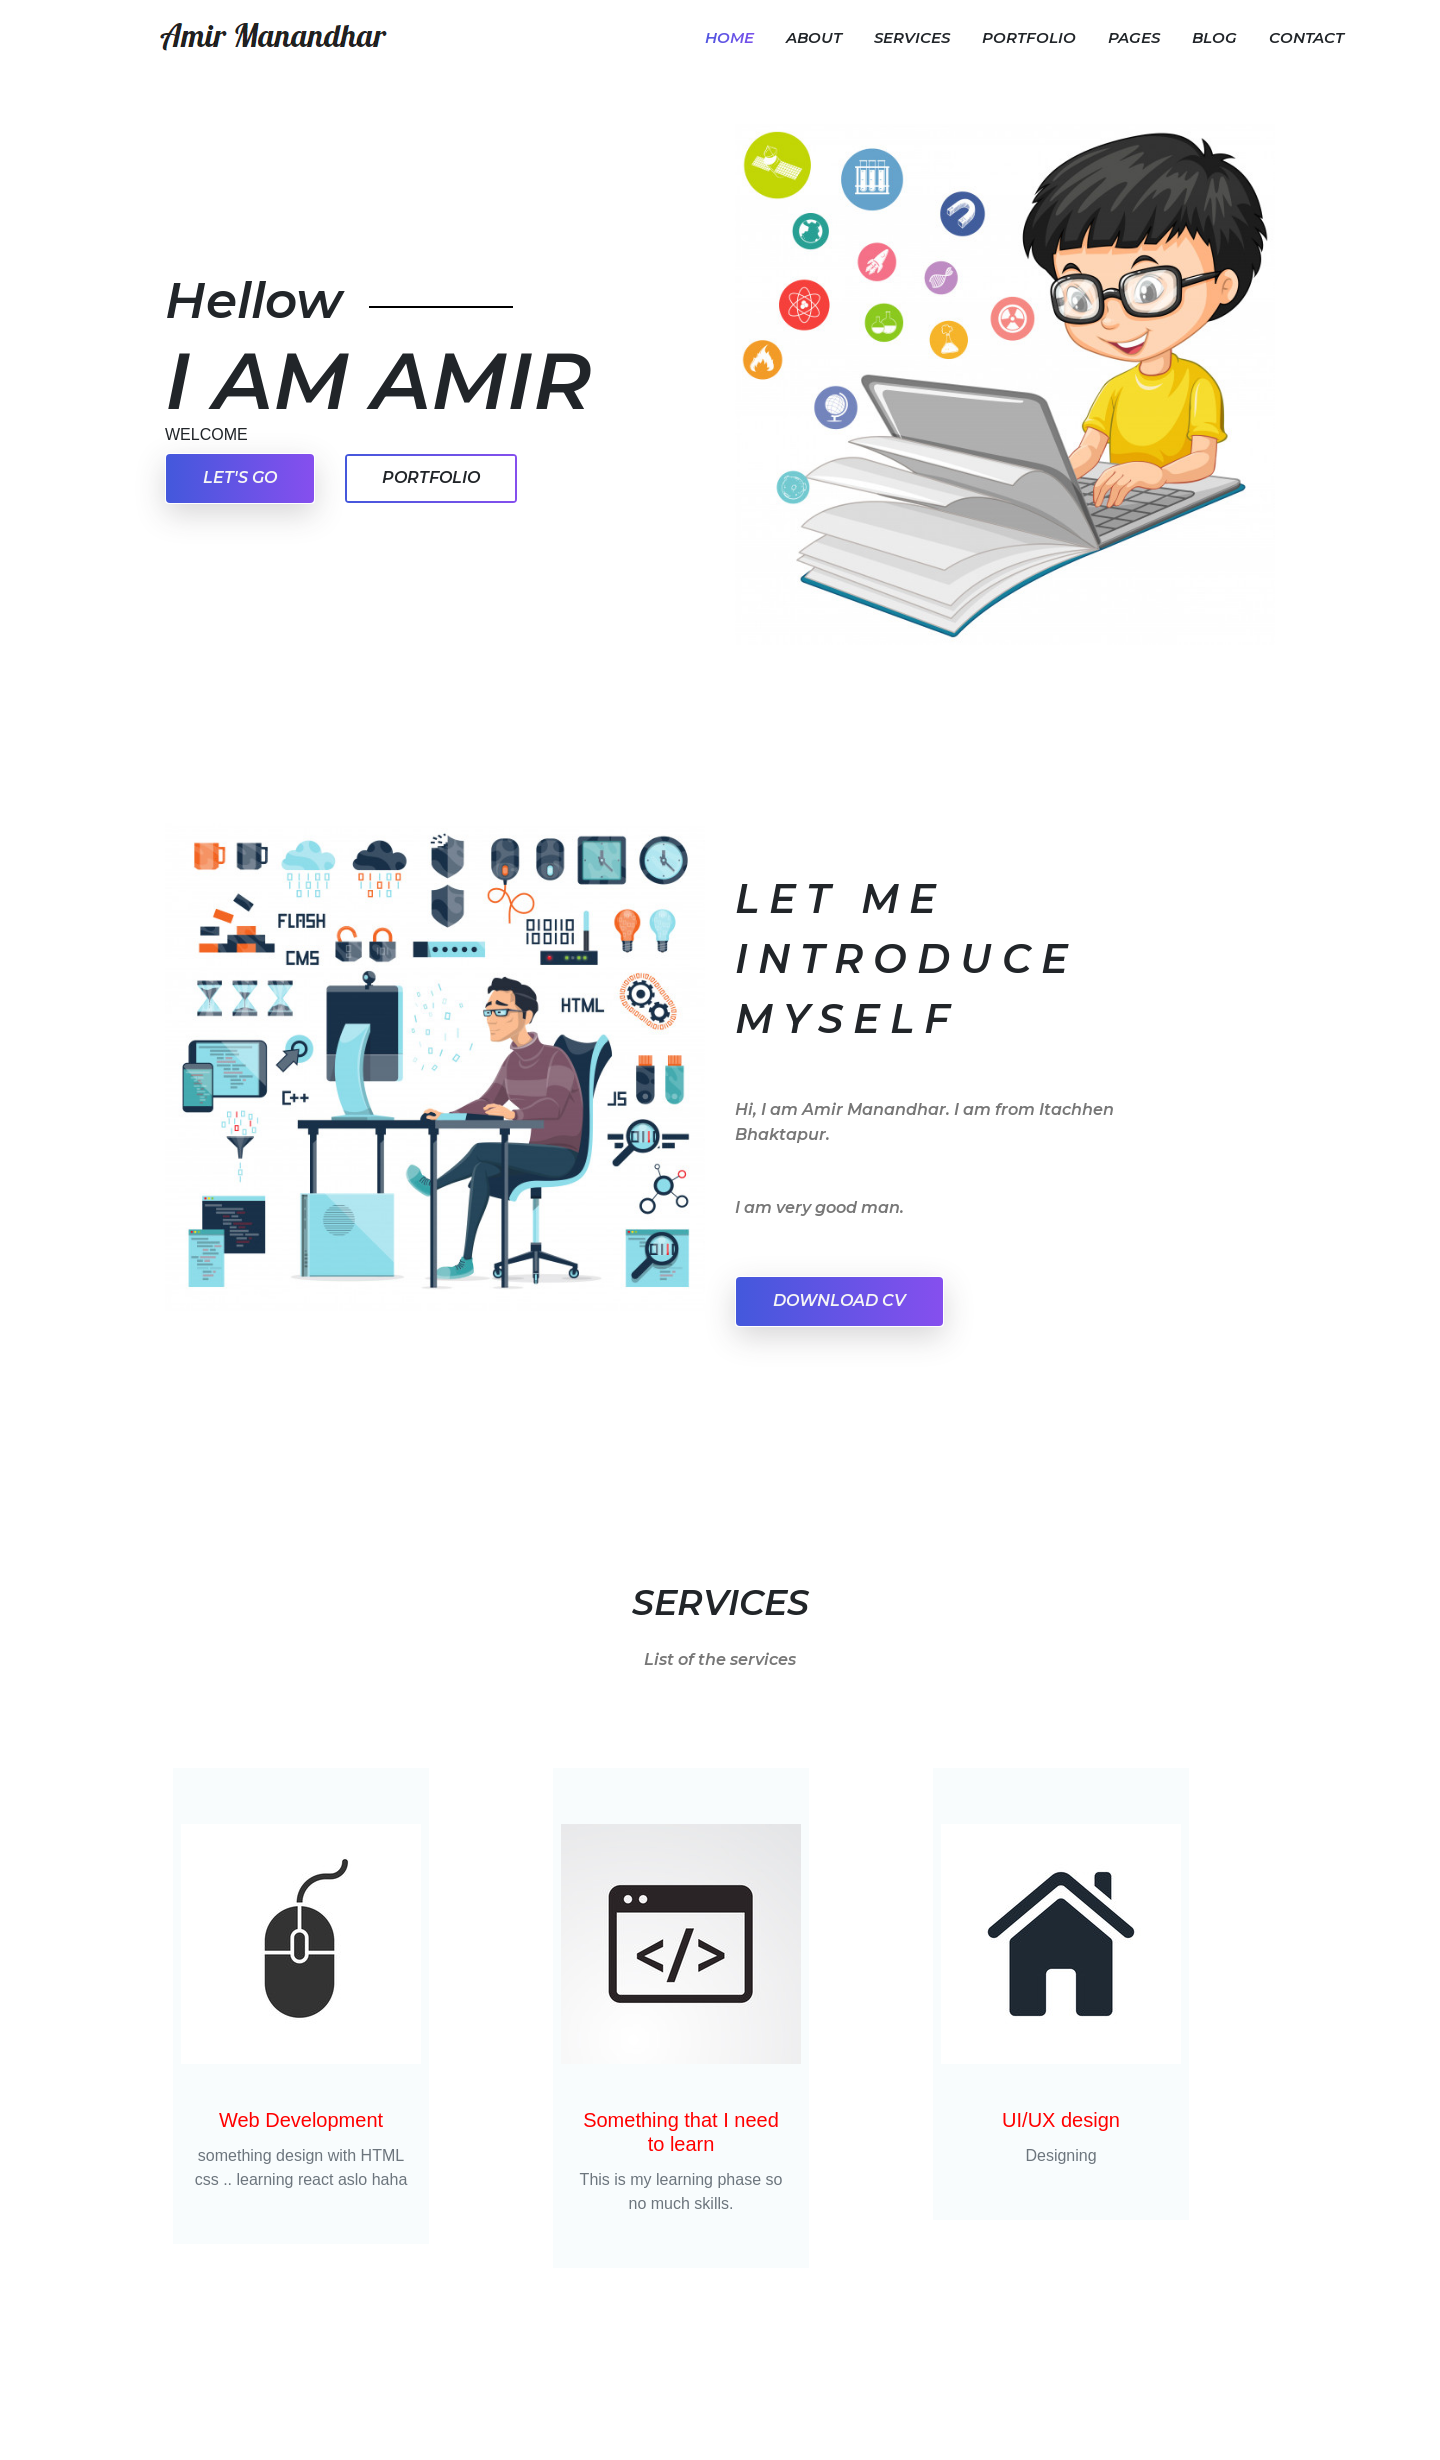 Amir Manandhar
HOME ABOUT SERVICES PORTFOLIO PAGES BLOG CONTACT
Hellow
I AM AMIR
WELCOME
LET'S GO
PORTFOLIO
FLASH
CMS
010110
100101
HTML
C++
JS
LET ME
INTRODUCE
MYSELF
Hi, I am Amir Manandhar. I am from Itachhen
Bhaktapur.
I am very good man.
DOWNLOAD CV
SERVICES
List of the services
</>
Web Development
something design with HTML
css .. learning react aslo haha
Something that I need
to learn
This is my learning phase so
no much skills.
UI/UX design
Designing